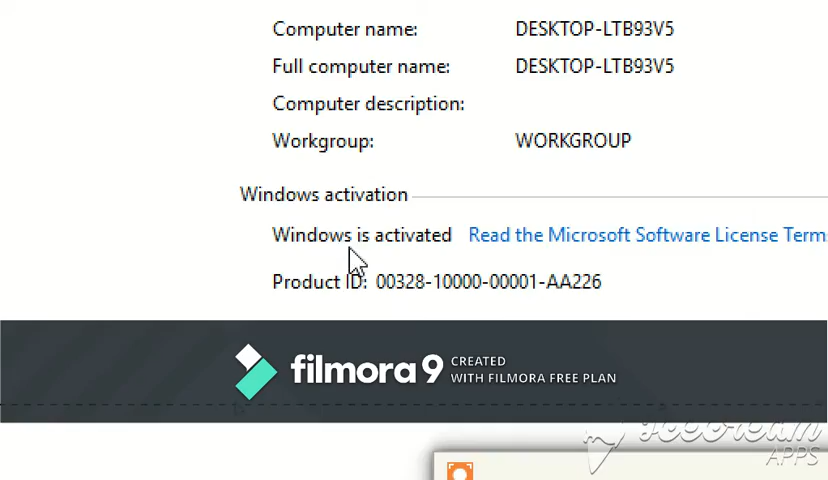 Computer name: DESKTOP-LTB93V5
Full computer name: DESKTOP-LTB93V5
Computer description:
Workgroup: WORKGROUP
Windows activation
Windows is activated Read the Microsoft Software License Term
Product ID: 00328-10000-00001-AA226
filmora 9 CREATED
WITH FILMORA FREE PLAN
icecream
APPS